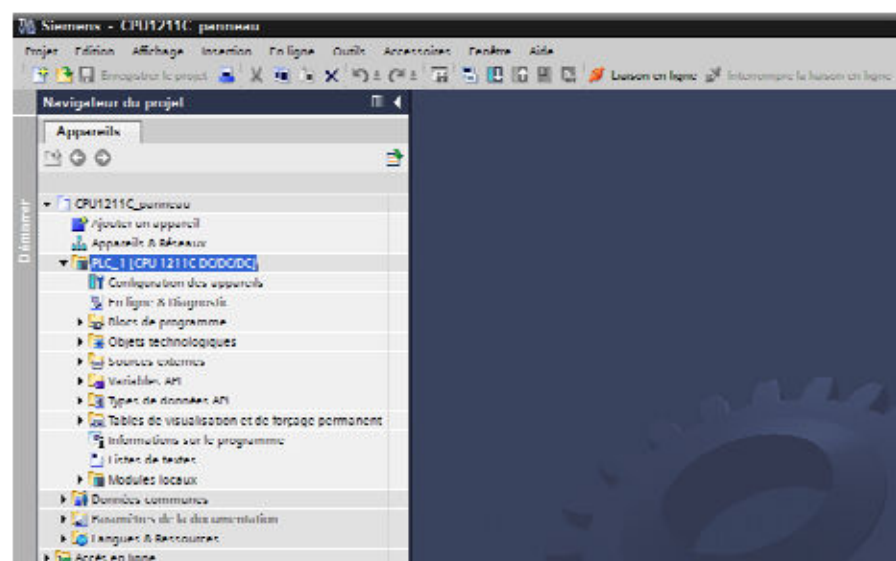 Siemens - CPU1211C panneau
Projet Edition Affichage Insertion En ligne Outils Accessoires Fenêtre Aide
Enregistrer le projet Liaison en ligne Interrompre la liaison en ligne
Navigateur du projet
Appareils
Démarrer
CPU1211C_panneau
Ajouter un appareil
Appareils & Réseaux
PLC_1 [CPU 1211C DC/DC/DC]
Configuration des appareils
En ligne & Diagnostic
Blocs de programme
Objets technologiques
Sources externes
Variables API
Types de données API
Tables de visualisation et de forçage permanent
Informations sur le programme
Listes de textes
Modules locaux
Données communes
Paramètres de la documentation
Langues & Ressources
Accès en ligne